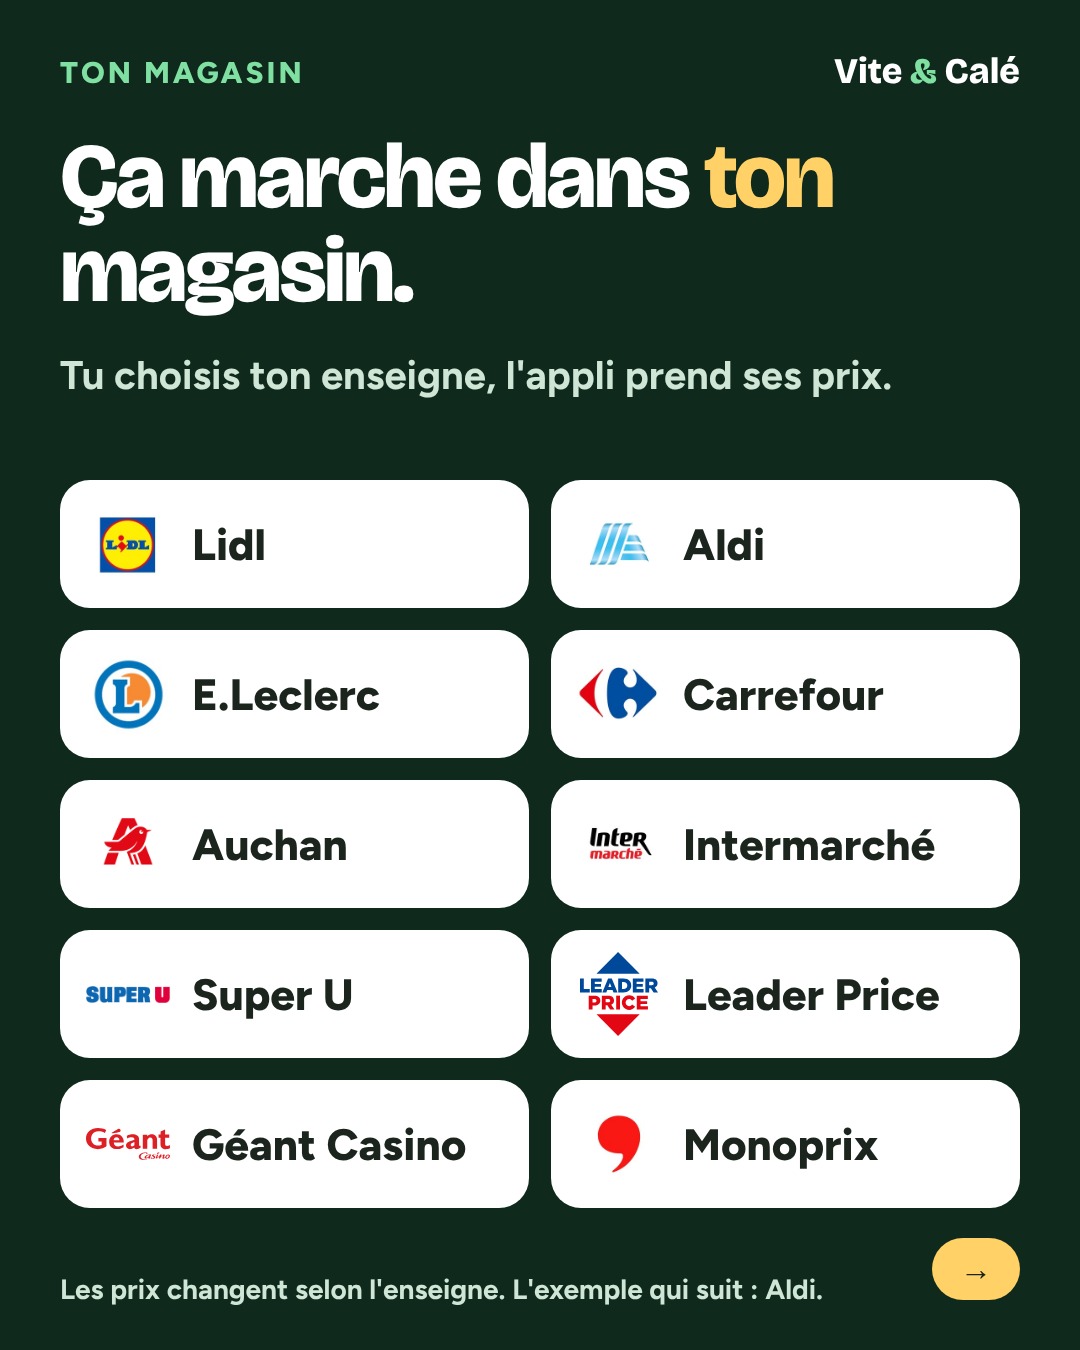 TON MAGASIN
Vite & Calé
Ça marche dans ton
magasin.
Tu choisis ton enseigne, l'appli prend ses prix.
LIDL Lidl
Aldi
L E.Leclerc
Carrefour
Auchan
Inter
marché
Intermarché
SUPER U Super U
LEADER
PRICE
Leader Price
Géant
Casino
Géant Casino
Monoprix
Les prix changent selon l'enseigne. L'exemple qui suit : Aldi.
→